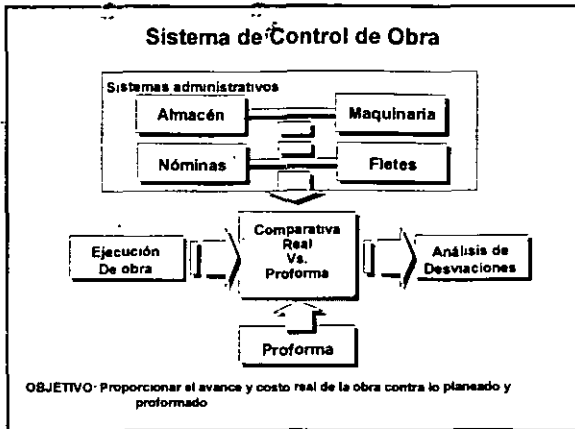 Sistema de Control de Obra
Sistemas administrativos
Almacén
Maquinaria
Nóminas
Fletes
Ejecución
De obra
Comparativa
Real
Vs.
Proforma
Análisis de
Desviaciones
Proforma
OBJETIVO: Proporcionar el avance y costo real de la obra contra lo planeado y
proformado